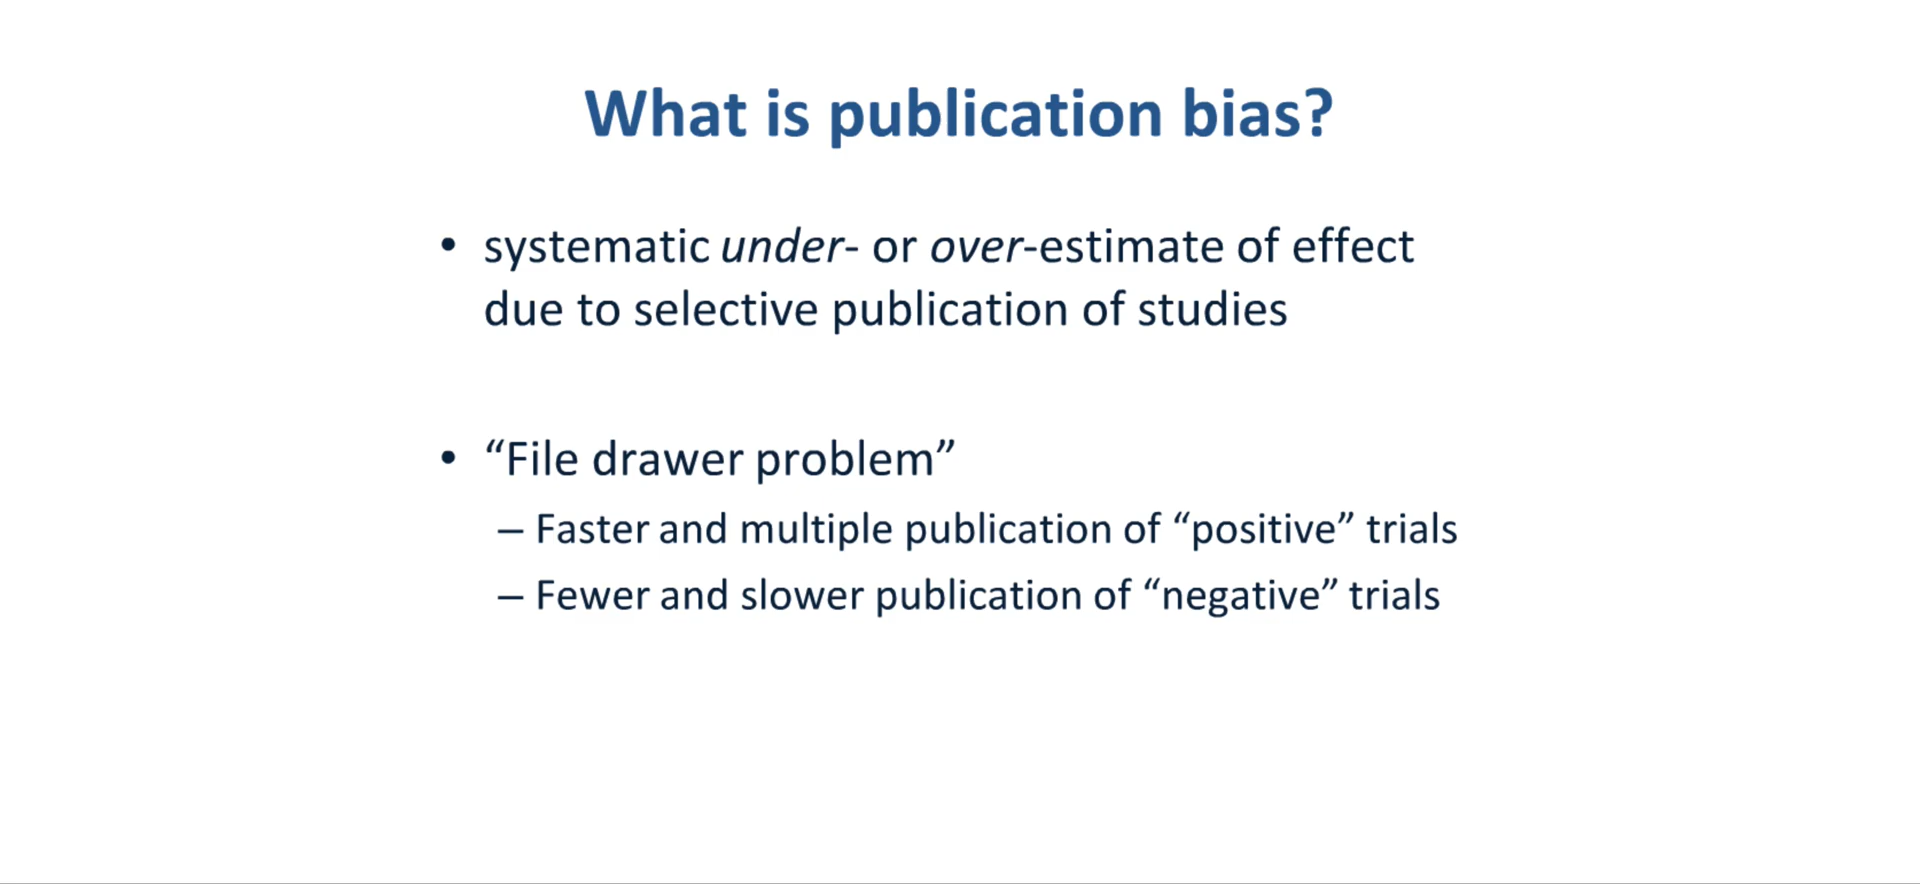 What is publication bias?
• systematic under- or over-estimate of effect
due to selective publication of studies
• “File drawer problem”
– Faster and multiple publication of “positive” trials
– Fewer and slower publication of “negative” trials